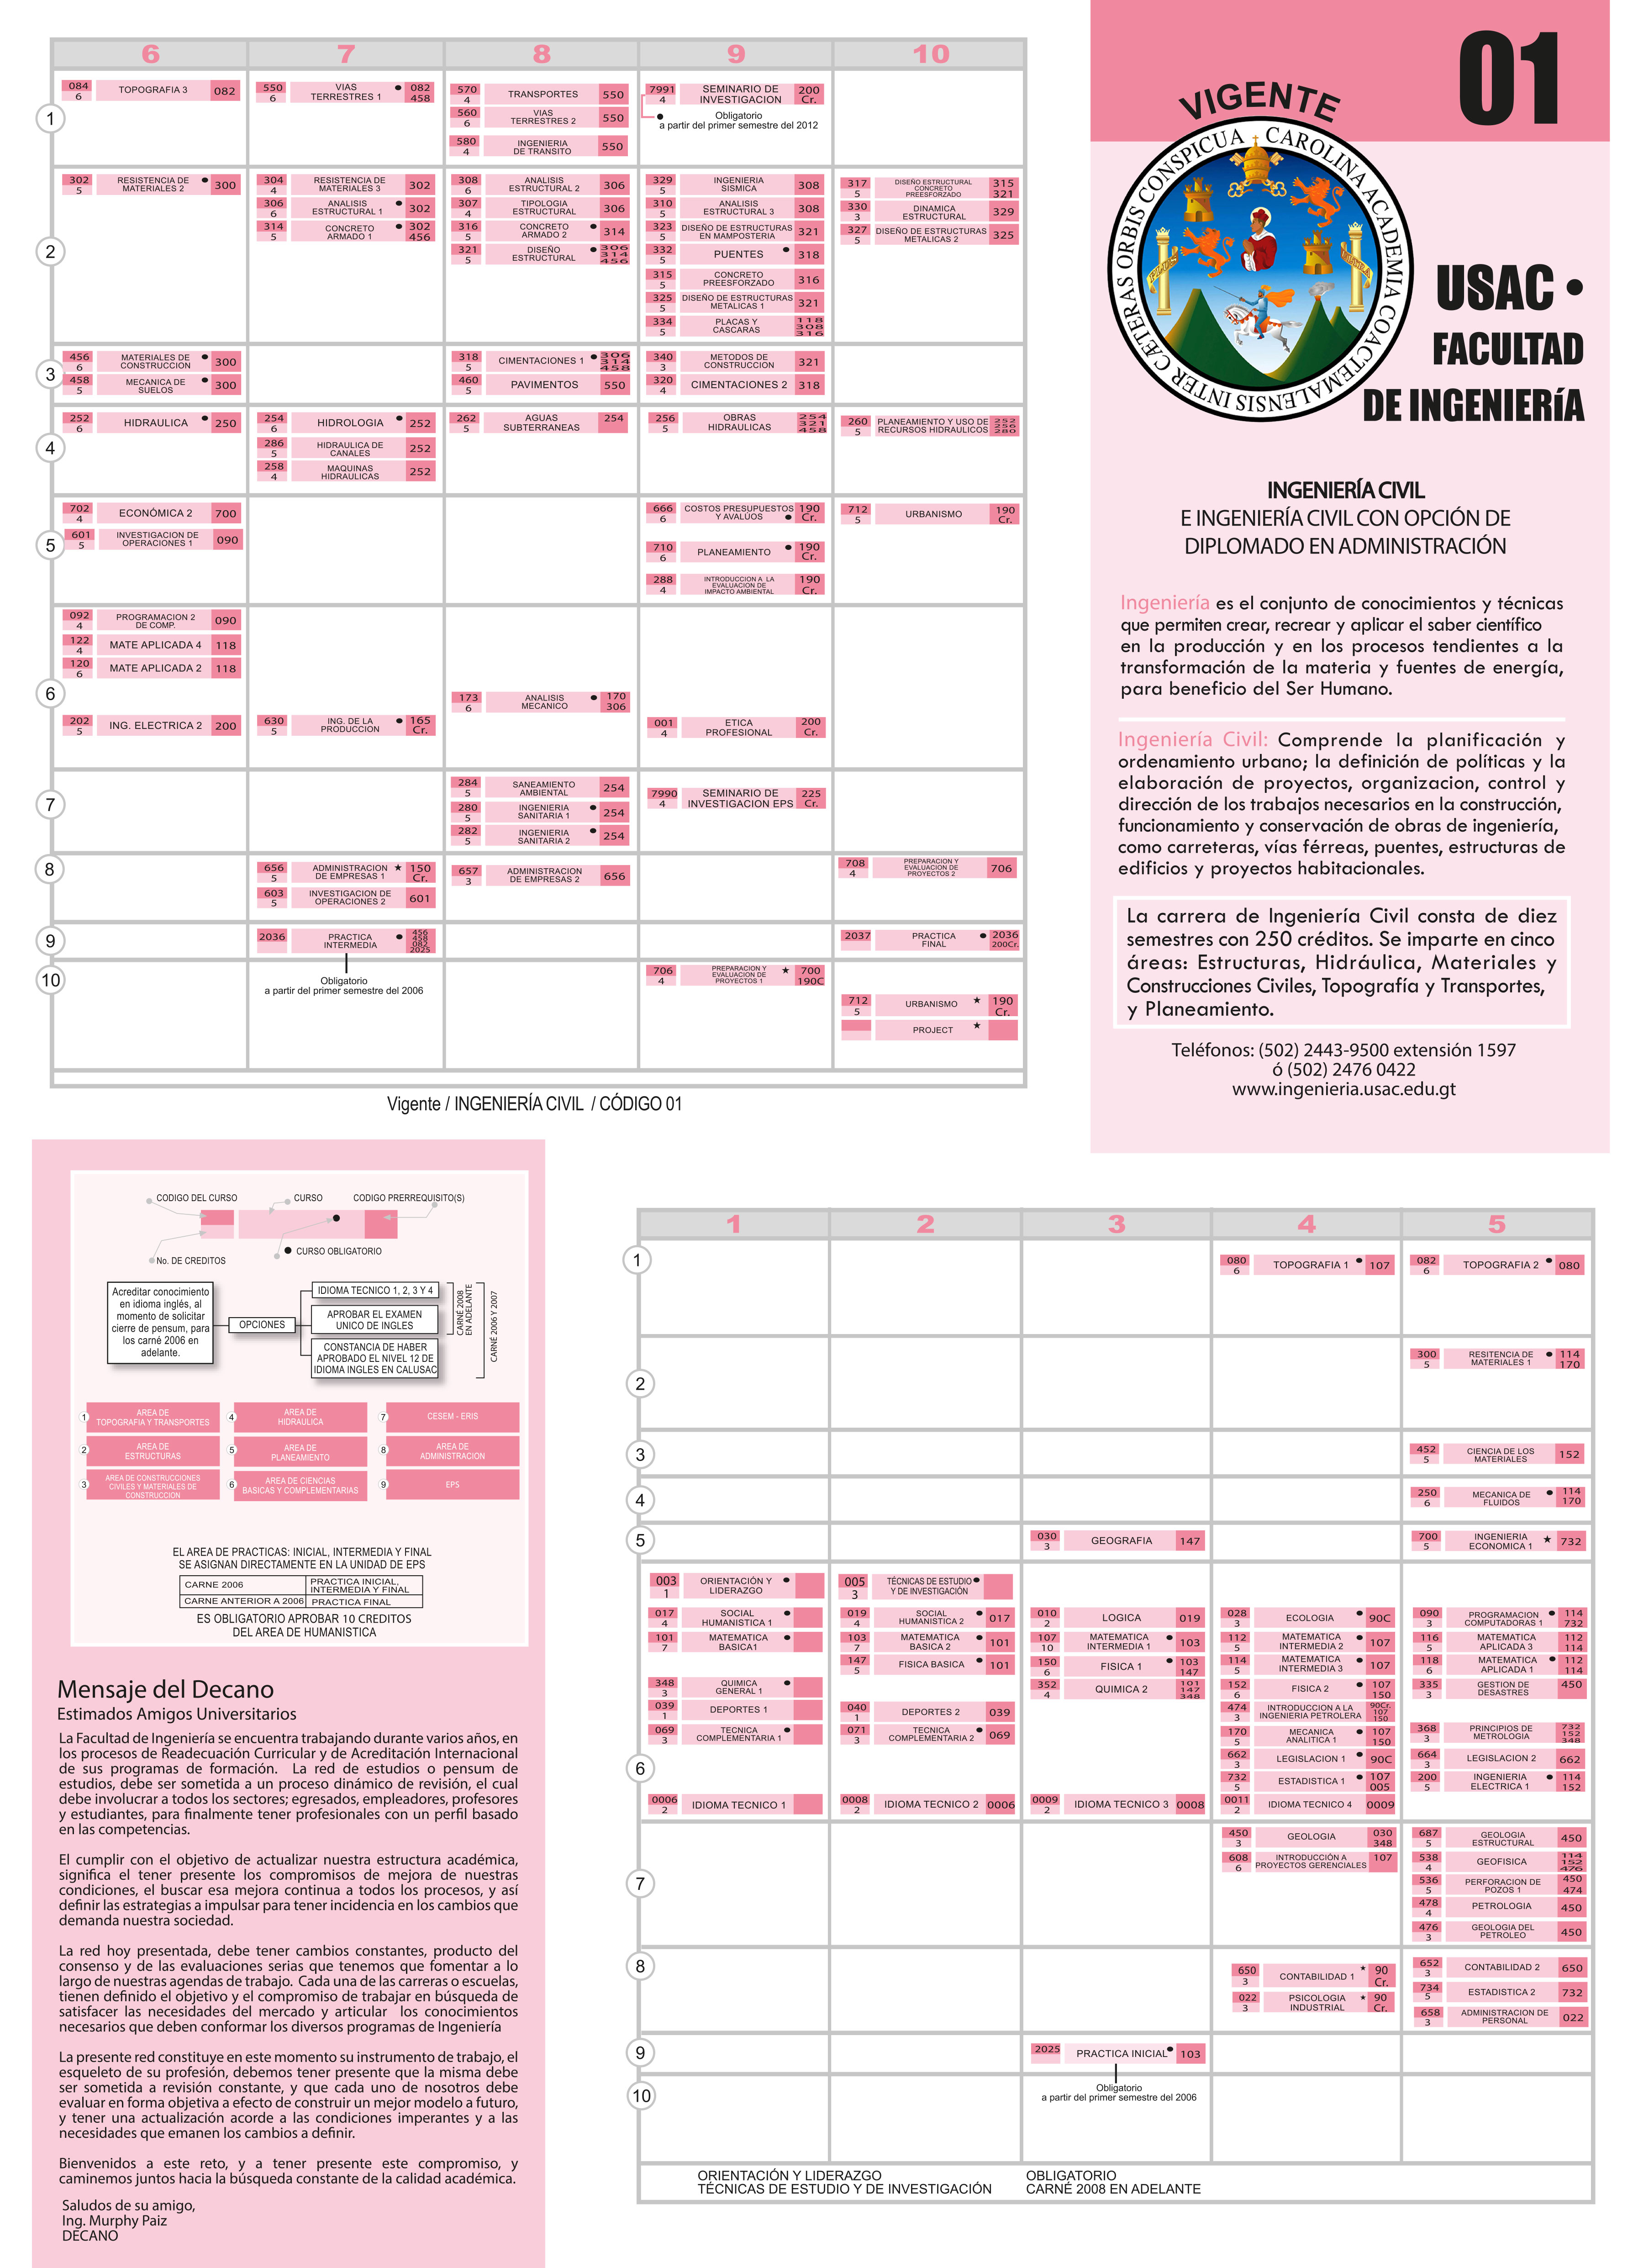 6 7 8 9 10
1
084 6 TOPOGRAFIA 3 082
550 6 VIAS TERRESTRES 1 ● 082 458
570 4 TRANSPORTES 550
560 6 VIAS TERRESTRES 2 550
580 4 INGENIERIA DE TRANSITO 550
7991 4 SEMINARIO DE INVESTIGACION 200 Cr.
● Obligatorio
a partir del primer semestre del 2012
2
302 5 RESISTENCIA DE MATERIALES 2 ● 300
304 4 RESISTENCIA DE MATERIALES 3 302
306 6 ANALISIS ESTRUCTURAL 1 ● 302
314 5 CONCRETO ARMADO 1 ● 302 456
308 6 ANALISIS ESTRUCTURAL 2 306
307 4 TIPOLOGIA ESTRUCTURAL 306
316 5 CONCRETO ARMADO 2 ● 314
321 5 DISEÑO ESTRUCTURAL ● 306 314 456
329 5 INGENIERIA SISMICA 308
310 5 ANALISIS ESTRUCTURAL 3 308
323 5 DISEÑO DE ESTRUCTURAS EN MAMPOSTERIA 321
332 5 PUENTES ● 318
315 5 CONCRETO PREESFORZADO 316
325 5 DISEÑO DE ESTRUCTURAS METALICAS 1 321
334 5 PLACAS Y CASCARAS 118 308 316
317 5 DISEÑO ESTRUCTURAL CONCRETO PREESFORZADO 315 321
330 3 DINAMICA ESTRUCTURAL 329
327 5 DISEÑO DE ESTRUCTURAS METALICAS 2 325
3
456 6 MATERIALES DE CONSTRUCCION ● 300
458 5 MECANICA DE SUELOS ● 300
318 5 CIMENTACIONES 1 ● 306 314 458
460 5 PAVIMENTOS 550
340 3 METODOS DE CONSTRUCCION 321
320 4 CIMENTACIONES 2 318
4
252 6 HIDRAULICA ● 250
254 6 HIDROLOGIA ● 252
286 5 HIDRAULICA DE CANALES 252
258 4 MAQUINAS HIDRAULICAS 252
262 5 AGUAS SUBTERRANEAS 254
256 5 OBRAS HIDRAULICAS 254 321 458
260 5 PLANEAMIENTO Y USO DE RECURSOS HIDRAULICOS 252 256 280
5
702 4 ECONÓMICA 2 700
601 5 INVESTIGACION DE OPERACIONES 1 090
666 6 COSTOS PRESUPUESTOS Y AVALÚOS ● 190 Cr.
710 6 PLANEAMIENTO ● 190 Cr.
288 4 INTRODUCCION A LA EVALUACION DE IMPACTO AMBIENTAL 190 Cr.
712 5 URBANISMO 190 Cr.
6
092 4 PROGRAMACION 2 DE COMP. 090
122 4 MATE APLICADA 4 118
120 6 MATE APLICADA 2 118
202 5 ING. ELECTRICA 2 200
630 5 ING. DE LA PRODUCCION ● 165 Cr.
173 6 ANALISIS MECANICO ● 170 306
001 4 ETICA PROFESIONAL 200 Cr.
7
284 5 SANEAMIENTO AMBIENTAL 254
280 5 INGENIERIA SANITARIA 1 ● 254
282 5 INGENIERIA SANITARIA 2 ● 254
7990 4 SEMINARIO DE INVESTIGACION EPS 225 Cr.
8
656 5 ADMINISTRACION DE EMPRESAS 1 ★ 150 Cr.
603 5 INVESTIGACION DE OPERACIONES 2 601
657 3 ADMINISTRACION DE EMPRESAS 2 656
708 4 PREPARACION Y EVALUACION DE PROYECTOS 2 706
9
2036 PRACTICA INTERMEDIA ● 456 458 082 2025
2037 PRACTICA FINAL ● 2036 200Cr.
10
Obligatorio
a partir del primer semestre del 2006
706 4 PREPARACION Y EVALUACION DE PROYECTOS 1 ★ 700 190C
712 5 URBANISMO ★ 190 Cr.
PROJECT ★
Vigente / INGENIERÍA CIVIL / CÓDIGO 01
01
VIGENTE
CAROLINA ACADEMIA COACTEMALENSIS INTER CÆTERAS ORBIS CONSPICUA
USAC •
FACULTAD
DE INGENIERíA
INGENIERÍA CIVIL
E INGENIERÍA CIVIL CON OPCIÓN DE
DIPLOMADO EN ADMINISTRACIÓN
Ingeniería es el conjunto de conocimientos y técnicas
que permiten crear, recrear y aplicar el saber científico
en la producción y en los procesos tendientes a la
transformación de la materia y fuentes de energía,
para beneficio del Ser Humano.
Ingeniería Civil: Comprende la planificación y
ordenamiento urbano; la definición de políticas y la
elaboración de proyectos, organizacion, control y
dirección de los trabajos necesarios en la construcción,
funcionamiento y conservación de obras de ingeniería,
como carreteras, vías férreas, puentes, estructuras de
edificios y proyectos habitacionales.
La carrera de Ingeniería Civil consta de diez
semestres con 250 créditos. Se imparte en cinco
áreas: Estructuras, Hidráulica, Materiales y
Construcciones Civiles, Topografía y Transportes,
y Planeamiento.
Teléfonos: (502) 2443-9500 extensión 1597
ó (502) 2476 0422
www.ingenieria.usac.edu.gt
CODIGO DEL CURSO CURSO CODIGO PRERREQUISITO(S)
No. DE CREDITOS ● CURSO OBLIGATORIO
Acreditar conocimiento
en idioma inglés, al
momento de solicitar
cierre de pensum, para
los carné 2006 en
adelante.
OPCIONES
IDIOMA TECNICO 1, 2, 3 Y 4
APROBAR EL EXAMEN
UNICO DE INGLES
CONSTANCIA DE HABER
APROBADO EL NIVEL 12 DE
IDIOMA INGLES EN CALUSAC
CARNÉ 2008
EN ADELANTE
CARNÉ 2006 Y 2007
1 AREA DE TOPOGRAFIA Y TRANSPORTES
4 AREA DE HIDRAULICA
7 CESEM - ERIS
2 AREA DE ESTRUCTURAS
5 AREA DE PLANEAMIENTO
8 AREA DE ADMINISTRACIÓN
3 AREA DE CONSTRUCCIONES CIVILES Y MATERIALES DE CONSTRUCCION
6 AREA DE CIENCIAS BASICAS Y COMPLEMENTARIAS
9 EPS
EL AREA DE PRACTICAS: INICIAL, INTERMEDIA Y FINAL
SE ASIGNAN DIRECTAMENTE EN LA UNIDAD DE EPS
CARNE 2006 PRACTICA INICIAL, INTERMEDIA Y FINAL
CARNE ANTERIOR A 2006 PRACTICA FINAL
ES OBLIGATORIO APROBAR 10 CREDITOS
DEL AREA DE HUMANISTICA
Mensaje del Decano
Estimados Amigos Universitarios
La Facultad de Ingeniería se encuentra trabajando durante varios años, en
los procesos de Readecuación Curricular y de Acreditación Internacional
de sus programas de formación. La red de estudios o pensum de
estudios, debe ser sometida a un proceso dinámico de revisión, el cual
debe involucrar a todos los sectores; egresados, empleadores, profesores
y estudiantes, para finalmente tener profesionales con un perfil basado
en las competencias.
El cumplir con el objetivo de actualizar nuestra estructura académica,
significa el tener presente los compromisos de mejora de nuestras
condiciones, el buscar esa mejora continua a todos los procesos, y así
definir las estrategias a impulsar para tener incidencia en los cambios que
demanda nuestra sociedad.
La red hoy presentada, debe tener cambios constantes, producto del
consenso y de las evaluaciones serias que tenemos que fomentar a lo
largo de nuestras agendas de trabajo. Cada una de las carreras o escuelas,
tienen definido el objetivo y el compromiso de trabajar en búsqueda de
satisfacer las necesidades del mercado y articular los conocimientos
necesarios que deben conformar los diversos programas de Ingeniería
La presente red constituye en este momento su instrumento de trabajo, el
esqueleto de su profesión, debemos tener presente que la misma debe
ser sometida a revisión constante, y que cada uno de nosotros debe
evaluar en forma objetiva a efecto de construir un mejor modelo a futuro,
y tener una actualización acorde a las condiciones imperantes y a las
necesidades que emanen los cambios a definir.
Bienvenidos a este reto, y a tener presente este compromiso, y
caminemos juntos hacia la búsqueda constante de la calidad académica.
Saludos de su amigo,
Ing. Murphy Paiz
DECANO
1 2 3 4 5
1
080 6 TOPOGRAFIA 1 ● 107
082 6 TOPOGRAFIA 2 ● 080
2
300 5 RESITENCIA DE MATERIALES 1 ● 114 170
3
452 5 CIENCIA DE LOS MATERIALES 152
4
250 6 MECANICA DE FLUIDOS ● 114 170
5
030 3 GEOGRAFIA 147
700 5 INGENIERIA ECONOMICA 1 ★ 732
6
003 1 ORIENTACIÓN Y LIDERAZGO ●
017 4 SOCIAL HUMANISTICA 1 ●
101 7 MATEMATICA BASICA1 ●
348 3 QUIMICA GENERAL 1 ●
039 1 DEPORTES 1
069 3 TECNICA COMPLEMENTARIA 1 ●
0006 2 IDIOMA TECNICO 1
005 3 TÉCNICAS DE ESTUDIO Y DE INVESTIGACIÓN ●
019 4 SOCIAL HUMANISTICA 2 ● 017
103 7 MATEMATICA BASICA 2 ● 101
147 5 FISICA BASICA ● 101
040 1 DEPORTES 2 039
071 3 TECNICA COMPLEMENTARIA 2 ● 069
0008 2 IDIOMA TECNICO 2 0006
010 2 LOGICA 019
107 10 MATEMATICA INTERMEDIA 1 ● 103
150 6 FISICA 1 ● 103 147
352 4 QUIMICA 2 101 147 348
0009 2 IDIOMA TECNICO 3 0008
028 3 ECOLOGIA ● 90C
112 5 MATEMATICA INTERMEDIA 2 ● 107
114 5 MATEMATICA INTERMEDIA 3 ● 107
152 6 FISICA 2 ● 107 150
474 3 INTRODUCCION A LA INGENIERIA PETROLERA 90Cr. 107 150
170 5 MECANICA ANALITICA 1 ● 107 150
662 3 LEGISLACION 1 ● 90C
732 5 ESTADISTICA 1 ● 107 005
0011 2 IDIOMA TECNICO 4 0009
090 3 PROGRAMACION COMPUTADORAS 1 ● 114 732
116 5 MATEMATICA APLICADA 3 112 114
118 6 MATEMATICA APLICADA 1 ● 112 114
335 3 GESTION DE DESASTRES 450
368 3 PRINCIPIOS DE METROLOGIA 732 152 348
664 3 LEGISLACION 2 662
200 5 INGENIERIA ELECTRICA 1 ● 114 152
7
450 3 GEOLOGIA 030 348
608 6 INTRODUCCIÓN A PROYECTOS GERENCIALES 107
687 5 GEOLOGIA ESTRUCTURAL 450
538 4 GEOFISICA 114 152 476
536 5 PERFORACION DE POZOS 1 450 474
478 4 PETROLOGIA 450
476 3 GEOLOGIA DEL PETROLEO 450
8
650 3 CONTABILIDAD 1 ★ 90 Cr.
022 3 PSICOLOGIA INDUSTRIAL ★ 90 Cr.
652 3 CONTABILIDAD 2 650
734 5 ESTADISTICA 2 732
658 3 ADMINISTRACION DE PERSONAL 022
9
2025 PRACTICA INICIAL ● 103
10
Obligatorio
a partir del primer semestre del 2006
ORIENTACIÓN Y LIDERAZGO OBLIGATORIO
TÉCNICAS DE ESTUDIO Y DE INVESTIGACIÓN CARNÉ 2008 EN ADELANTE